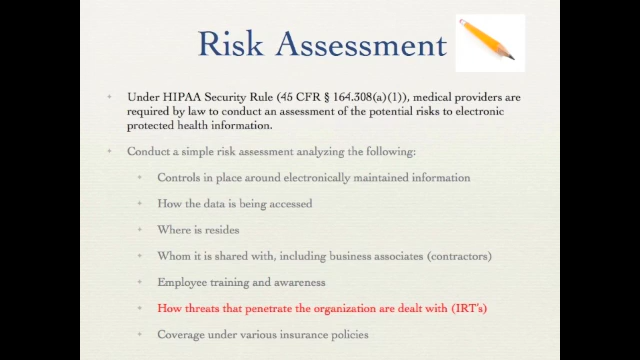 Risk Assessment
Under HIPAA Security Rule (45 CFR § 164.308(a)(1)), medical providers are
required by law to conduct an assessment of the potential risks to electronic
protected health information.
Conduct a simple risk assessment analyzing the following:
Controls in place around electronically maintained information
How the data is being accessed
Where is resides
Whom it is shared with, including business associates (contractors)
Employee training and awareness
How threats that penetrate the organization are dealt with (IRT's)
Coverage under various insurance policies